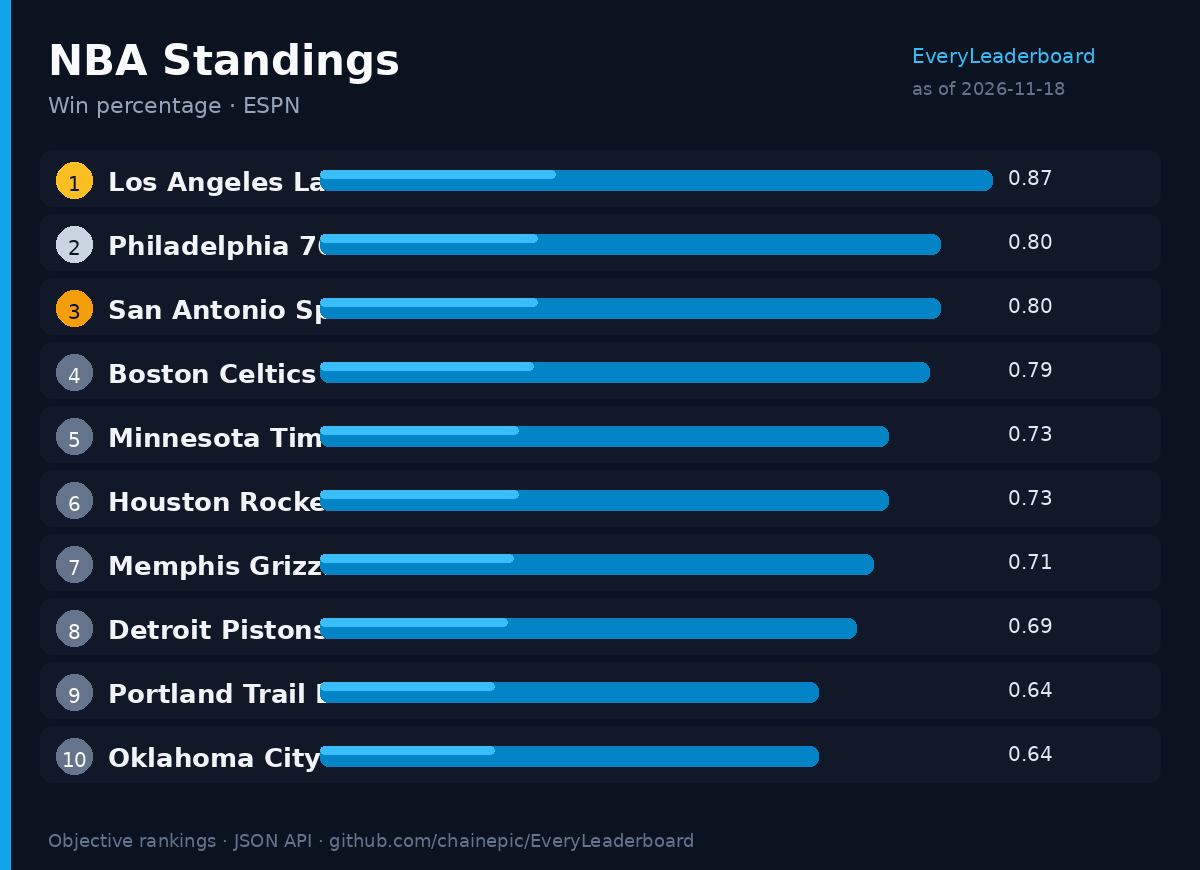 NBA Standings
EveryLeaderboard
Win percentage · ESPN
as of 2026-11-18
1 Los Angeles La 0.87
2 Philadelphia 0.80
3 San Antonio Sp 0.80
4 Boston Celtics 0.79
5 Minnesota Tim 0.73
6 Houston Rocke 0.73
7 Memphis Grizz 0.71
8 Detroit Pistons 0.69
9 Portland Trail 0.64
10 Oklahoma City 0.64
Objective rankings · JSON API · github.com/chainepic/EveryLeaderboard